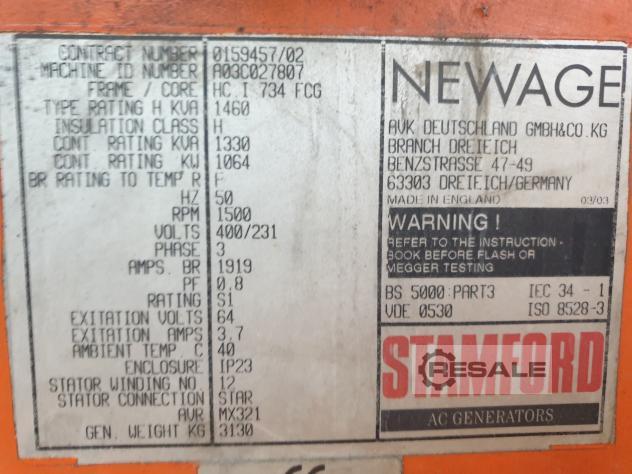 CONTRACT NUMBER 0159457/02
MACHINE ID NUMBER A03C027807
FRAME / CORE HC. I 734 FCG
TYPE RATING H KVA 1460
INSULATION CLASS H
CONT. RATING KVA 1330
CONT. RATING KW 1064
BR RATING TO TEMP R F
HZ 50
RPM 1500
VOLTS 400/231
PHASE 3
AMPS. BR 1919
PF 0,8
RATING S1
EXITATION VOLTS 64
EXITATION AMPS 3,7
AMBIENT TEMP. C 40
ENCLOSURE IP23
STATOR WINDING NO. 12
STATOR CONNECTION STAR
AVR MX321
GEN. WEIGHT KG 3130
NEWAGE
AVK DEUTSCHLAND GMBH&CO.KG
BRANCH DREIEICH
BENZSTRASSE 47-49
63303 DREIEICH/GERMANY
MADE IN ENGLAND 03/03
WARNING !
REFER TO THE INSTRUCTION -
BOOK BEFORE FLASH OR
MEGGER TESTING
BS 5000 PART3 IEC 34 - 1
VDE 0530 ISO 8528-3
STAMFORD
RESALE
AC GENERATORS